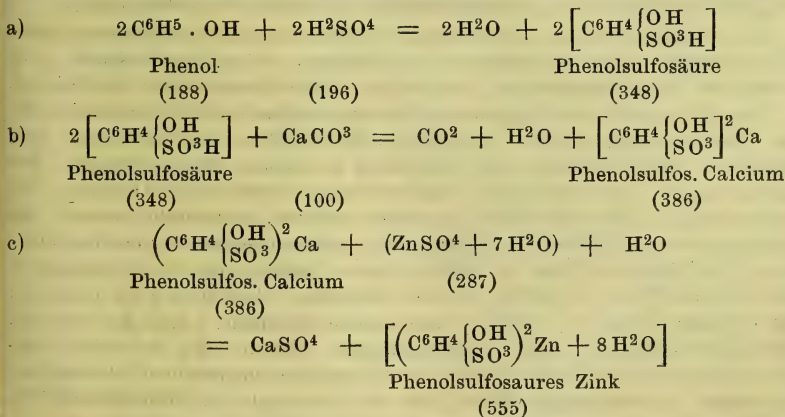 a) 2C⁶H⁵ . OH + 2H²SO⁴ = 2H²O + 2[C⁶H⁴{OH SO³H]
Phenol Phenolsulfosäure
(188) (196) (348)
b) 2[C⁶H⁴{OH SO³H] + CaCO³ = CO² + H²O + [C⁶H⁴{OH SO³]²Ca
Phenolsulfosäure Phenolsulfos. Calcium
(348) (100) (386)
c) (C⁶H⁴{OH SO³)²Ca + (ZnSO⁴ + 7H²O) + H²O
Phenolsulfos. Calcium (287)
(386)
= CaSO⁴ + [(C⁶H⁴{OH SO³)²Zn + 8H²O]
Phenolsulfosaures Zink
(555)